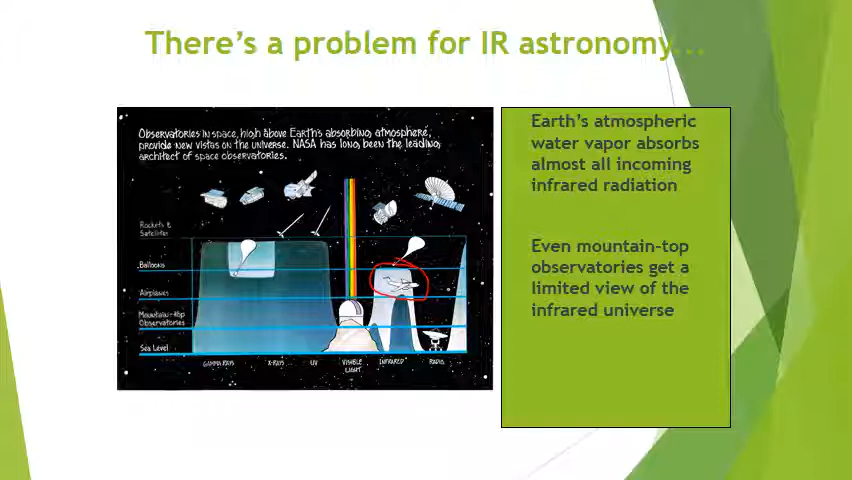 There's a problem for IR astronomy...
Observatories in space, high above Earth's absorbing atmosphere,
provide new vistas on the universe. NASA has long been the leading
architect of space observatories.
Rockets &
Satellites
Balloons
Airplanes
Mountain-top
Observatories
Sea Level
GAMMA RAYS
X-RAYS
UV
VISIBLE
LIGHT
INFRARED
RADIO
Earth's atmospheric
water vapor absorbs
almost all incoming
infrared radiation
Even mountain-top
observatories get a
limited view of the
infrared universe